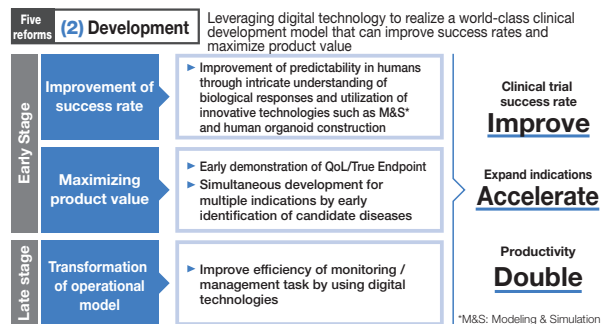 Five
reforms
(2) Development
Leveraging digital technology to realize a world-class clinical
development model that can improve success rates and
maximize product value
Early Stage
Improvement of
success rate
► Improvement of predictability in humans
through intricate understanding of
biological responses and utilization of
innovative technologies such as M&S*
and human organoid construction
Maximizing
product value
► Early demonstration of QoL/True Endpoint
► Simultaneous development for
multiple indications by early
identification of candidate diseases
Late stage
Transformation
of operational
model
► Improve efficiency of monitoring /
management task by using digital
technologies
Clinical trial
success rate
Improve
Expand indications
Accelerate
Productivity
Double
*M&S: Modeling & Simulation